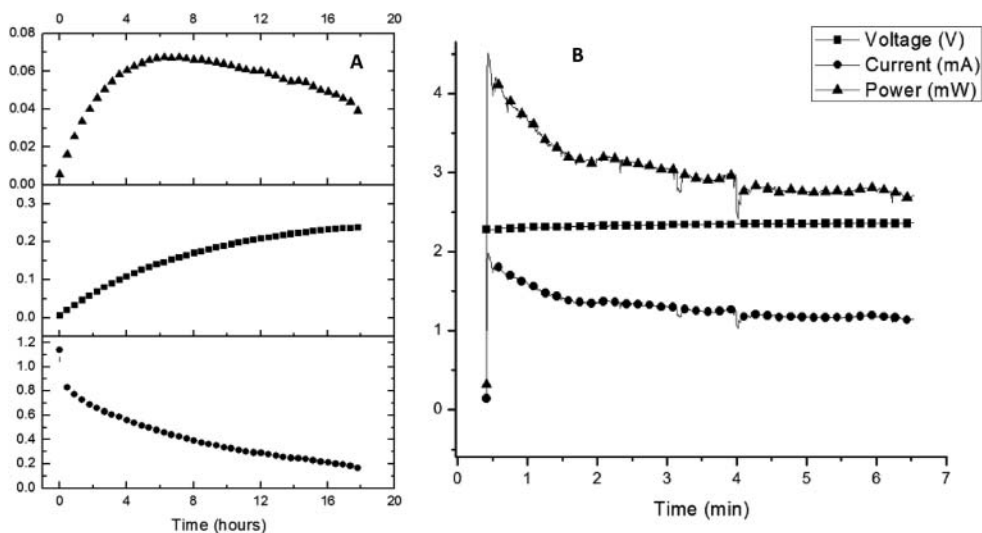 0 4 8 12 16 20
0.08
0.06
0.04
0.02
0.00
A
0.3
0.2
0.1
0.0
1.2
1.0
0.8
0.6
0.4
0.2
0.0
0 4 8 12 16 20
Time (hours)
B
Voltage (V)
Current (mA)
Power (mW)
4
3
2
1
0
0 1 2 3 4 5 6 7
Time (min)